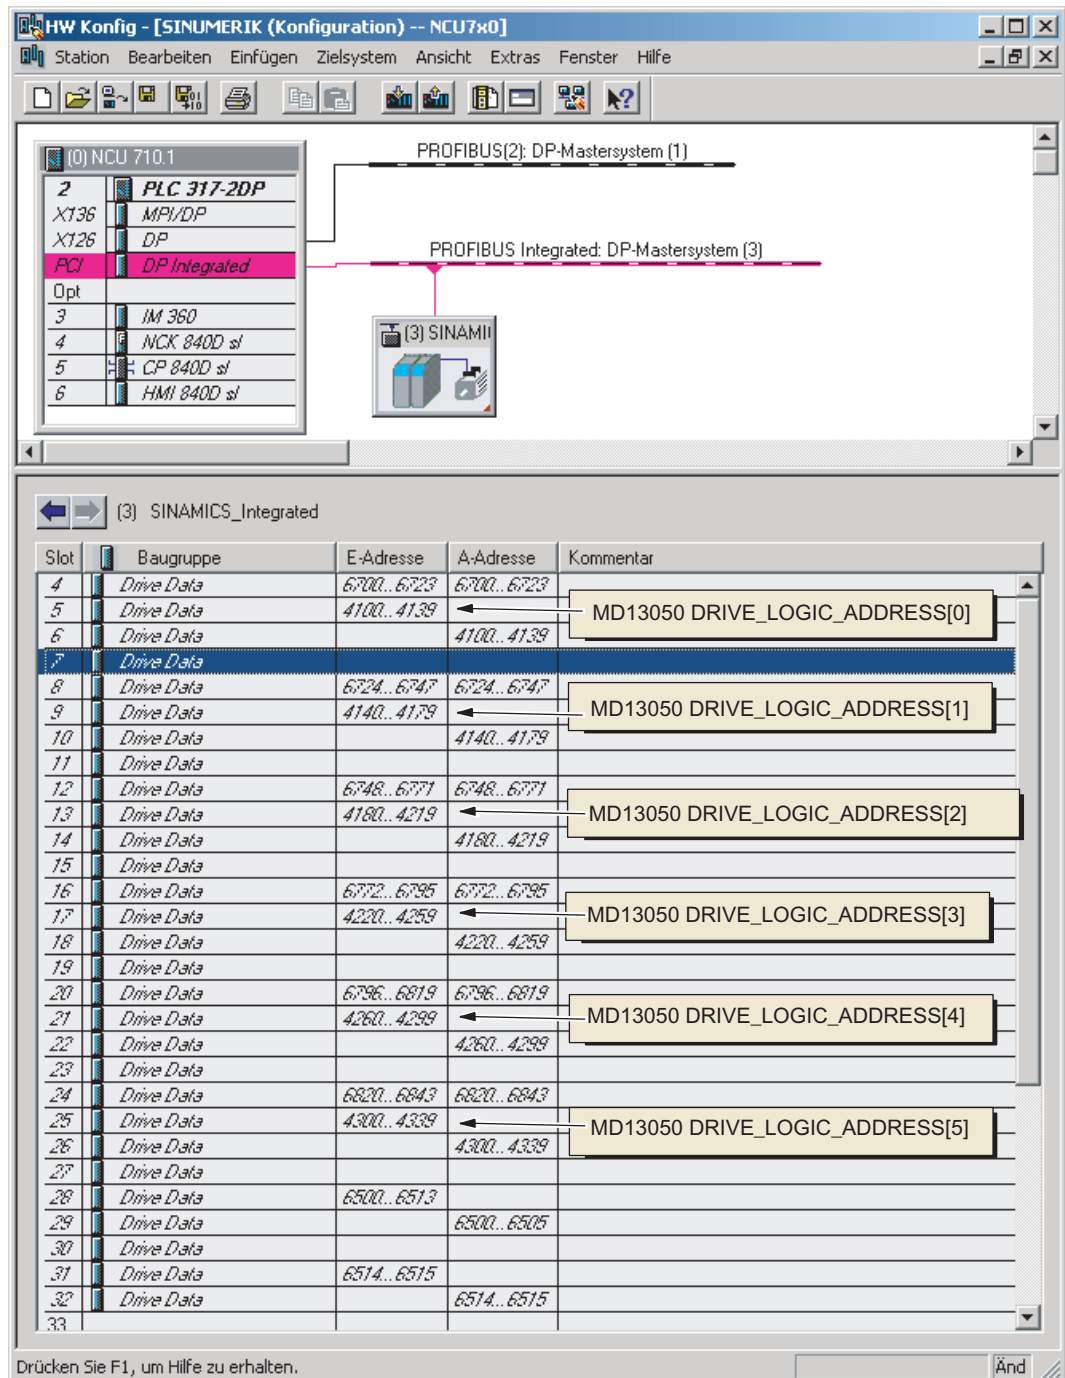 HW Konfig - [SINUMERIK (Konfiguration) -- NCU7x0]
Station Bearbeiten Einfügen Zielsystem Ansicht Extras Fenster Hilfe
(0) NCU 710.1
2 PLC 317-2DP
X136 MPI/DP
X126 DP
PCI DP Integrated
Opt
3 IM 360
4 NCK 840D sl
5 CP 840D sl
6 HMI 840D sl
PROFIBUS(2): DP-Mastersystem (1)
PROFIBUS Integrated: DP-Mastersystem (3)
(3) SINAMI
(3) SINAMICS_Integrated
Slot Baugruppe E-Adresse A-Adresse Kommentar
4 Drive Data 6700...6723 6700...6723
5 Drive Data 4100...4139 MD13050 DRIVE_LOGIC_ADDRESS[0]
6 Drive Data 4100...4139
7 Drive Data
8 Drive Data 6724...6747 6724...6747
9 Drive Data 4140...4179 MD13050 DRIVE_LOGIC_ADDRESS[1]
10 Drive Data 4140...4179
11 Drive Data
12 Drive Data 6748...6771 6748...6771
13 Drive Data 4180...4219 MD13050 DRIVE_LOGIC_ADDRESS[2]
14 Drive Data 4180...4219
15 Drive Data
16 Drive Data 6772...6795 6772...6795
17 Drive Data 4220...4259 MD13050 DRIVE_LOGIC_ADDRESS[3]
18 Drive Data 4220...4259
19 Drive Data
20 Drive Data 6796...6819 6796...6819
21 Drive Data 4260...4299 MD13050 DRIVE_LOGIC_ADDRESS[4]
22 Drive Data 4260...4299
23 Drive Data
24 Drive Data 6820...6843 6820...6843
25 Drive Data 4300...4339 MD13050 DRIVE_LOGIC_ADDRESS[5]
26 Drive Data 4300...4339
27 Drive Data
28 Drive Data 6500...6513
29 Drive Data 6500...6505
30 Drive Data
31 Drive Data 6514...6515
32 Drive Data 6514...6515
33
Drücken Sie F1, um Hilfe zu erhalten. Änd